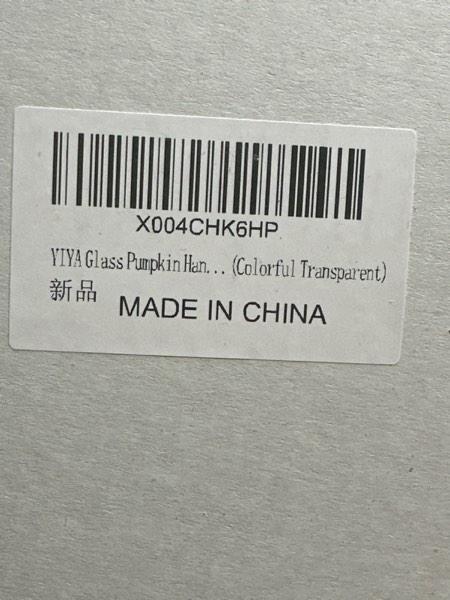 X004CHK6HP
YIYA Glass Pumpkin Han... (Colorful Transparent)
新品
MADE IN CHINA